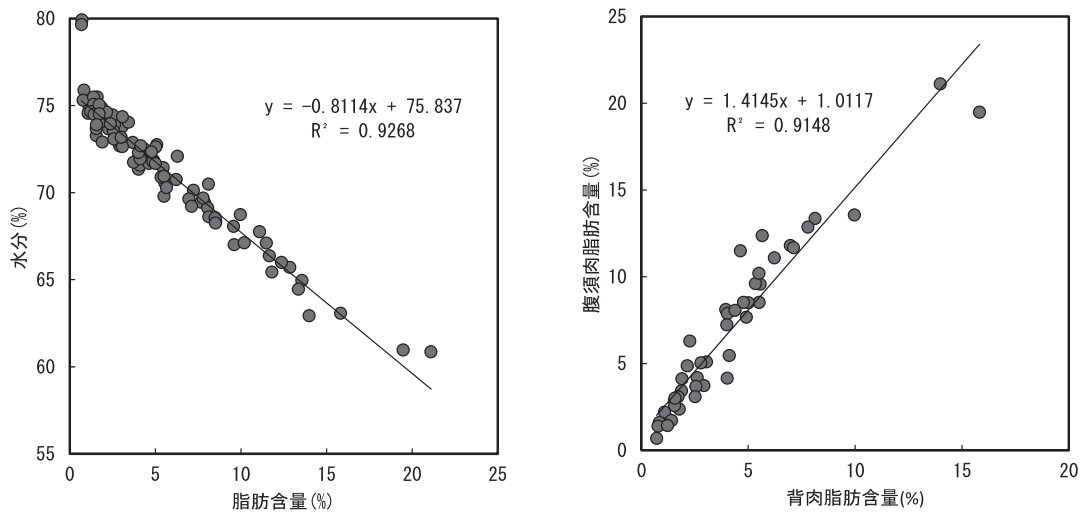 80
75
70
65
60
55
水分(%)
y = -0.8114x + 75.837
R² = 0.9268
0 5 10 15 20 25
脂肪含量(%)
25
20
15
10
5
0
腹須肉脂肪含量(%)
y = 1.4145x + 1.0117
R² = 0.9148
0 5 10 15 20
背肉脂肪含量(%)